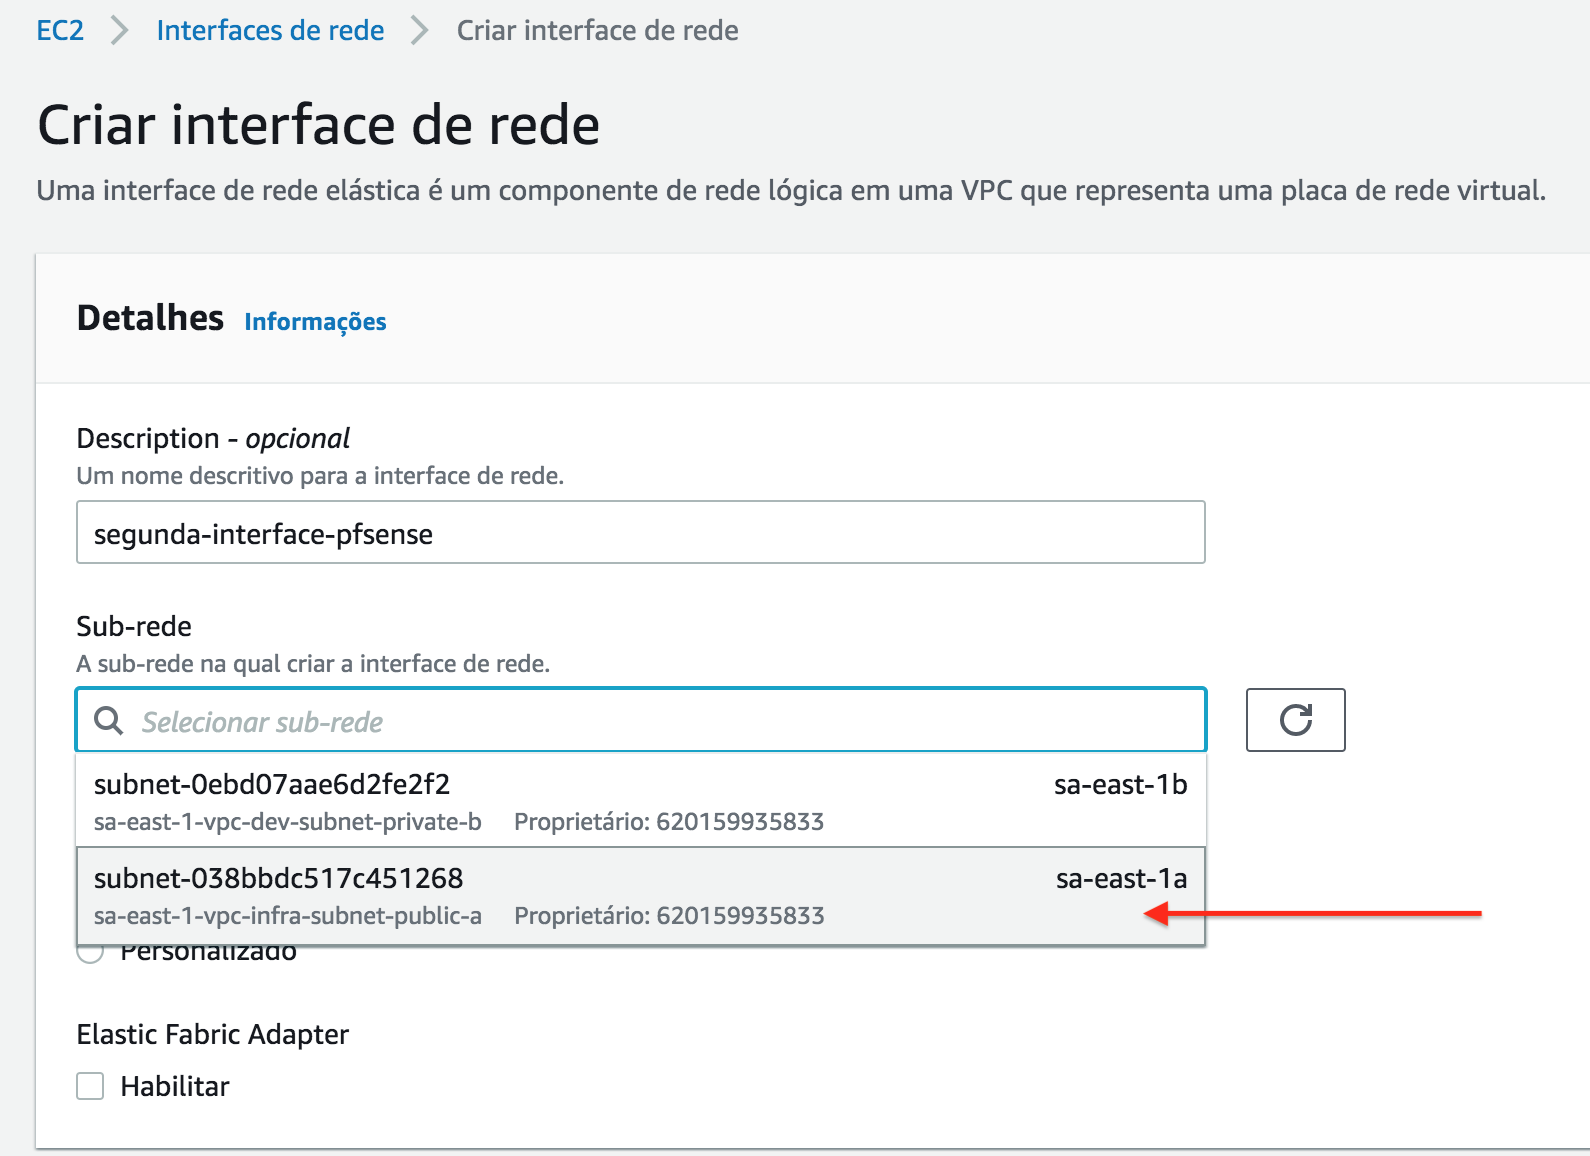 EC2 Interfaces de rede Criar interface de rede
Criar interface de rede
Uma interface de rede elástica é um componente de rede lógica em uma VPC que representa uma placa de rede virtual.
Detalhes Informações
Description - opcional
Um nome descritivo para a interface de rede.
segunda-interface-pfsense
Sub-rede
A sub-rede na qual criar a interface de rede.
Selecionar sub-rede
subnet-0ebd07aae6d2fe2f2 sa-east-1b
sa-east-1-vpc-dev-subnet-private-b Proprietário: 620159935833
subnet-038bbdc517c451268 sa-east-1a
sa-east-1-vpc-infra-subnet-public-a Proprietário: 620159935833
Personalizado
Elastic Fabric Adapter
Habilitar